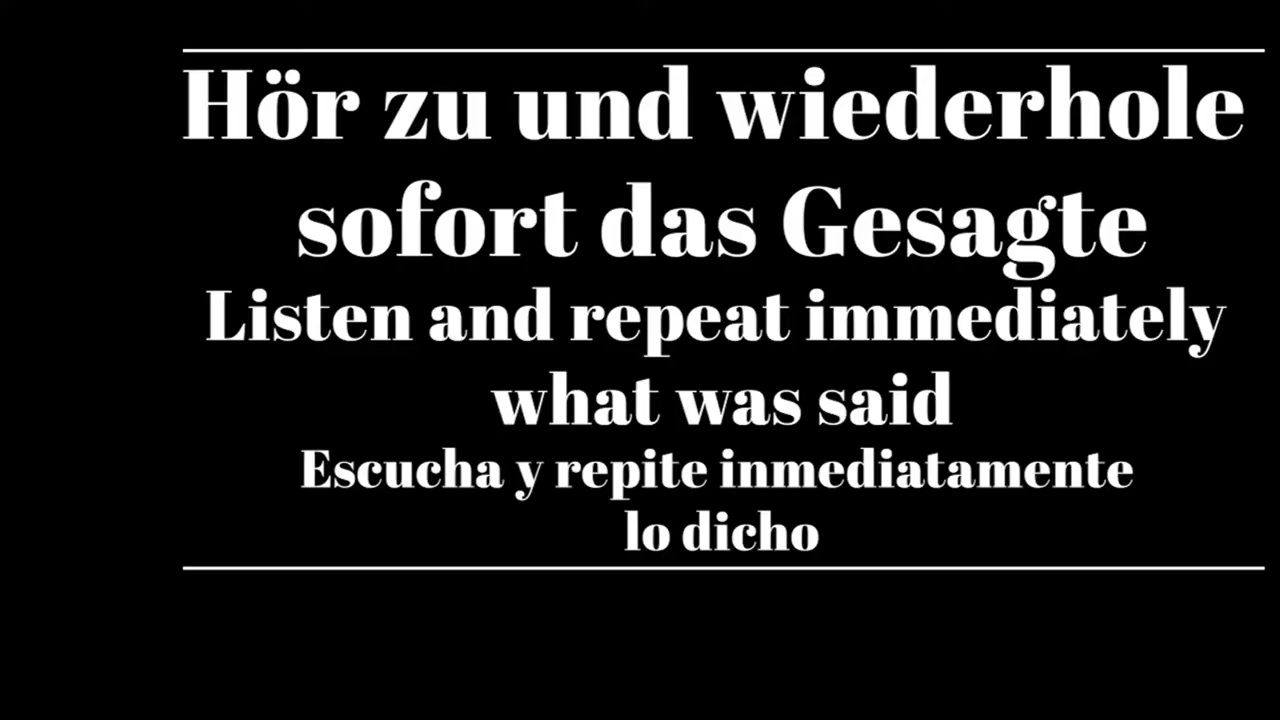 Hör zu und wiederhole
sofort das Gesagte
Listen and repeat immediately
what was said
Escucha y repite inmediatamente
lo dicho